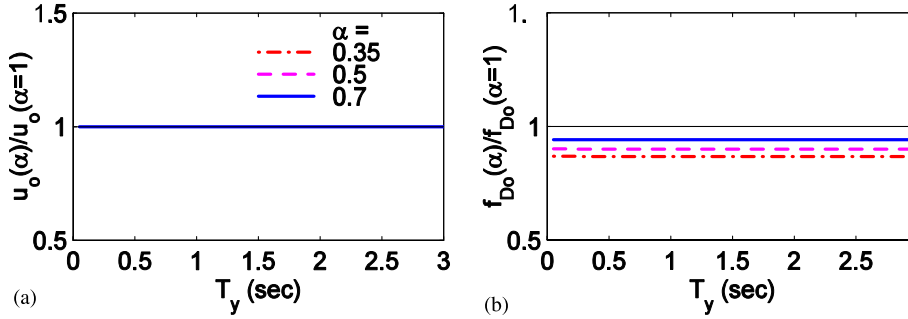 1.5
1
0.5
u_o(α)/u_o(α=1)
α =
0.35
0.5
0.7
0 0.5 1 1.5 2 2.5 3
T_y (sec)
(a)
1.
1
0.5
f_Do(α)/f_Do(α=1)
0 0.5 1 1.5 2 2.5
T_y (sec)
(b)